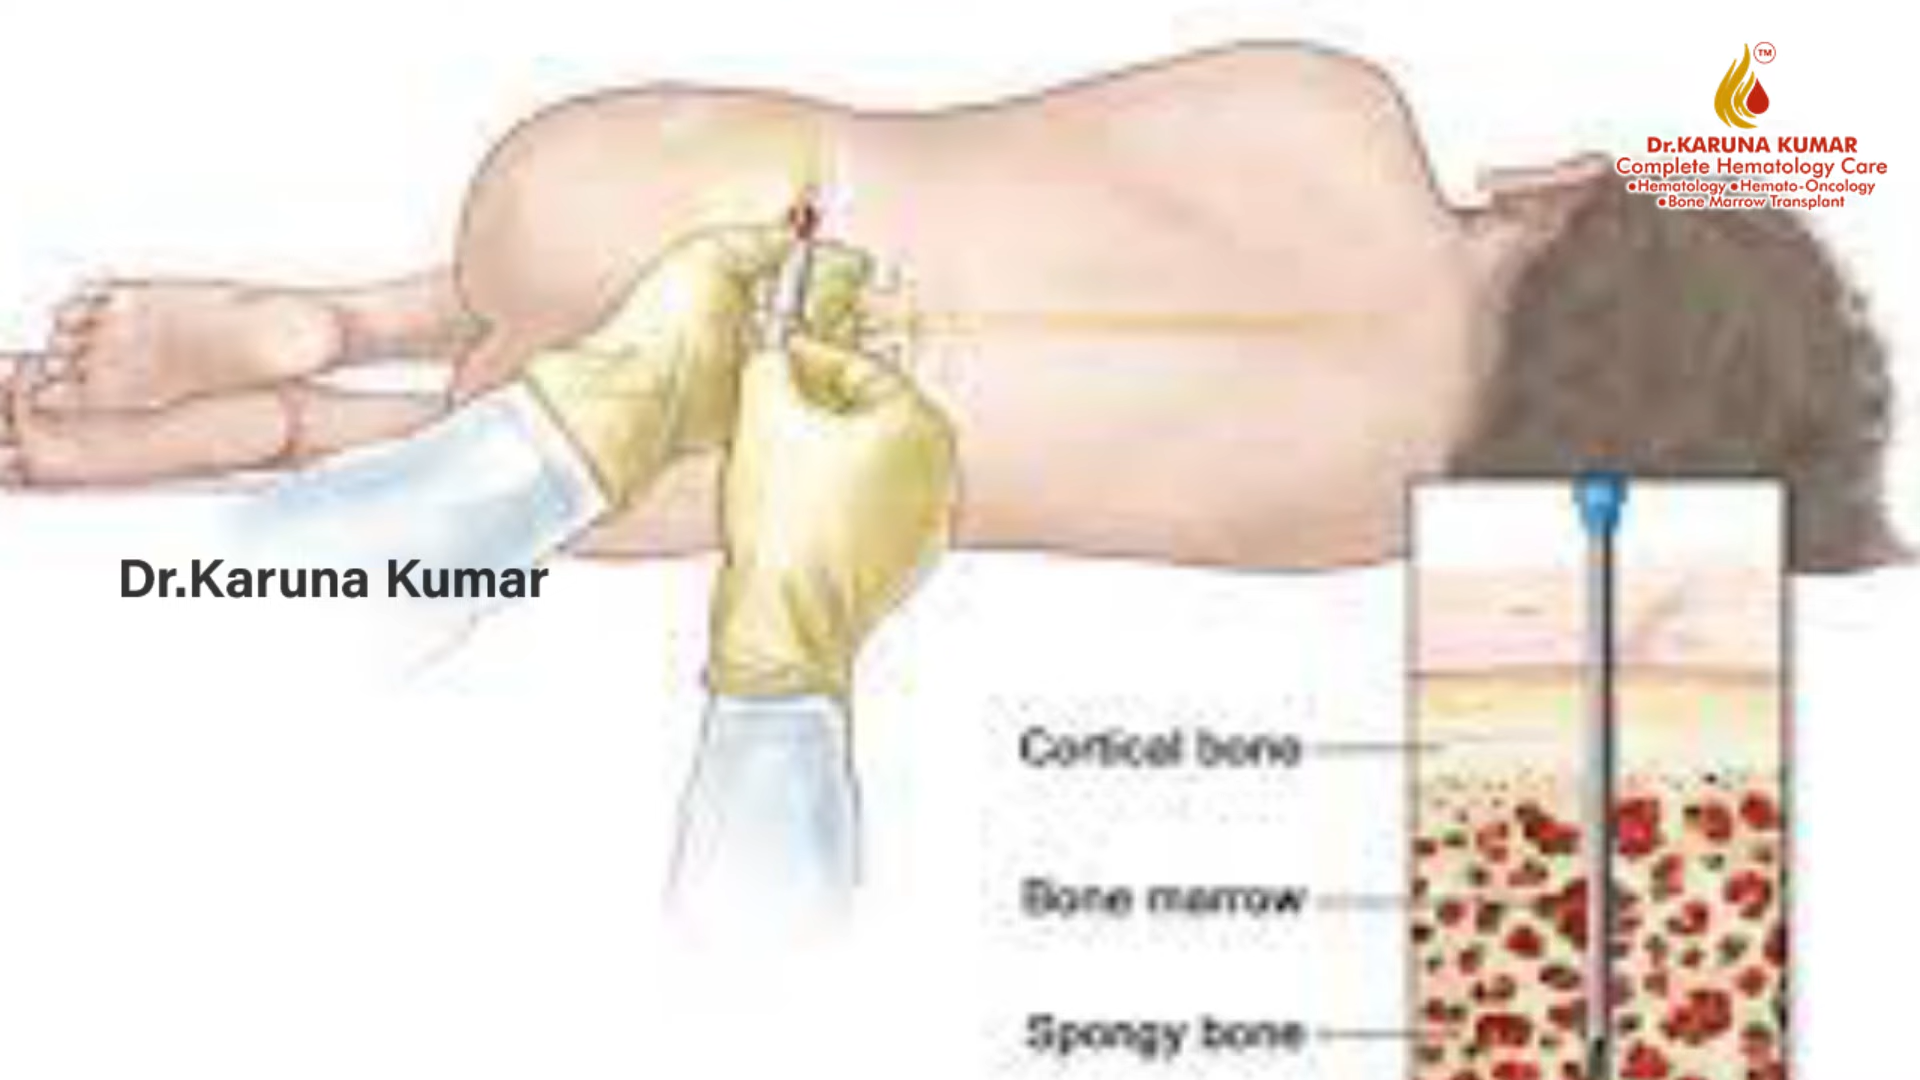 TM
Dr.KARUNA KUMAR
Complete Hematology Care
•Hematology •Hemato-Oncology
•Bone Marrow Transplant
Dr.Karuna Kumar
Cortical bone
Bone marrow
Spongy bone